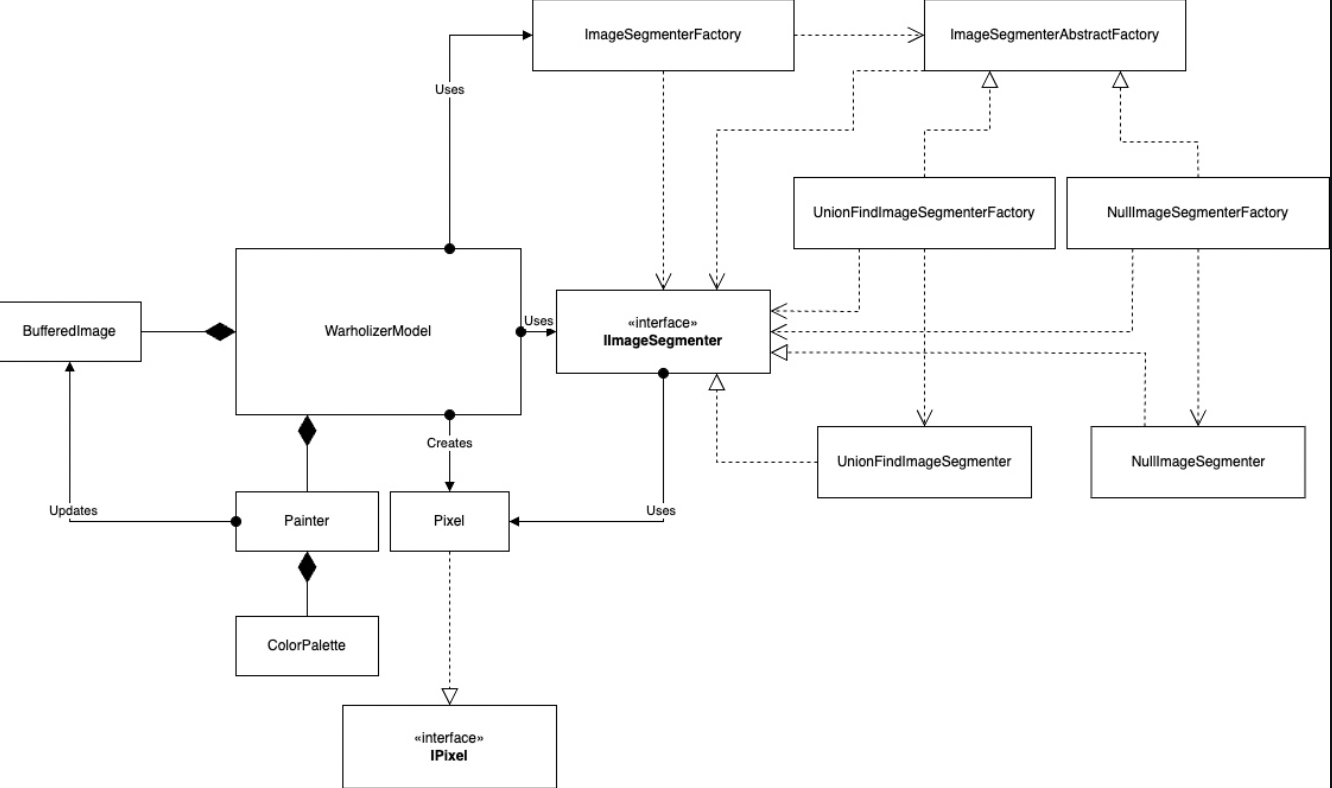 ImageSegmenterFactory
ImageSegmenterAbstractFactory
Uses
UnionFindImageSegmenterFactory
NullImageSegmenterFactory
BufferedImage
WarholizerModel
Uses
«interface»
IImageSegmenter
Creates
UnionFindImageSegmenter
NullImageSegmenter
Updates
Painter
Pixel
Uses
ColorPalette
«interface»
IPixel